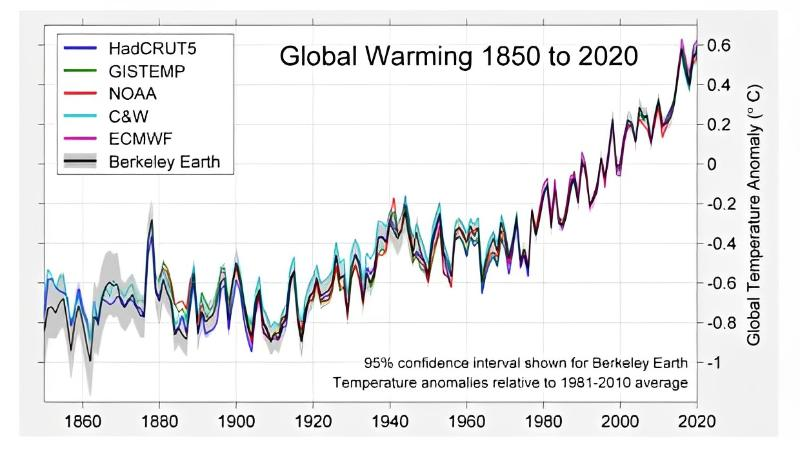 Global Warming 1850 to 2020
HadCRUT5
GISTEMP
NOAA
C&W
ECMWF
Berkeley Earth
0.6
0.4
0.2
0
-0.2
-0.4
-0.6
-0.8
-1
Global Temperature Anomaly (° C)
95% confidence interval shown for Berkeley Earth
Temperature anomalies relative to 1981-2010 average
1860 1880 1900 1920 1940 1960 1980 2000 2020